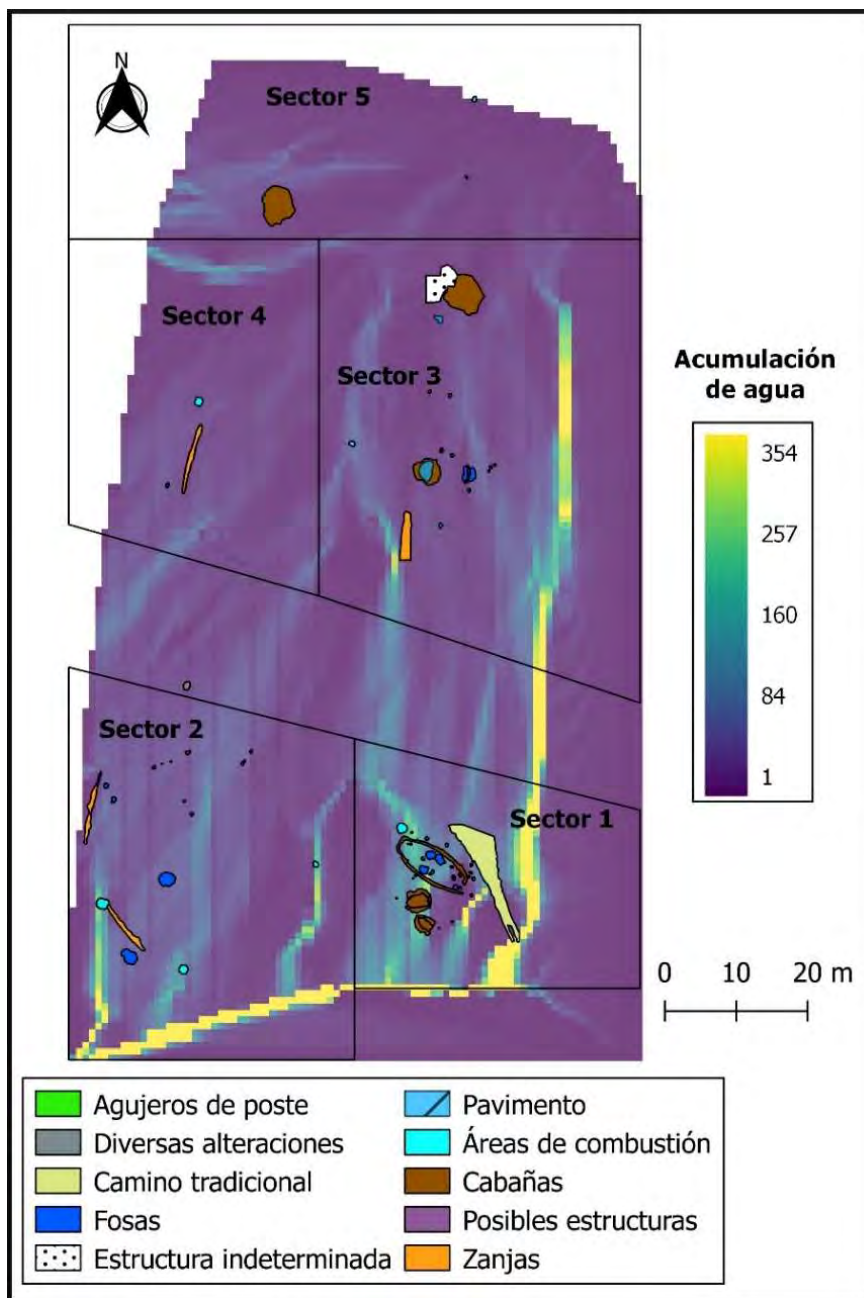 N
Sector 5
Sector 4
Sector 3
Acumulación
de agua
354
257
160
84
1
Sector 2
Sector 1
0 10 20 m
Agujeros de poste
Diversas alteraciones
Camino tradicional
Fosas
Estructura indeterminada
Pavimento
Áreas de combustión
Cabañas
Posibles estructuras
Zanjas